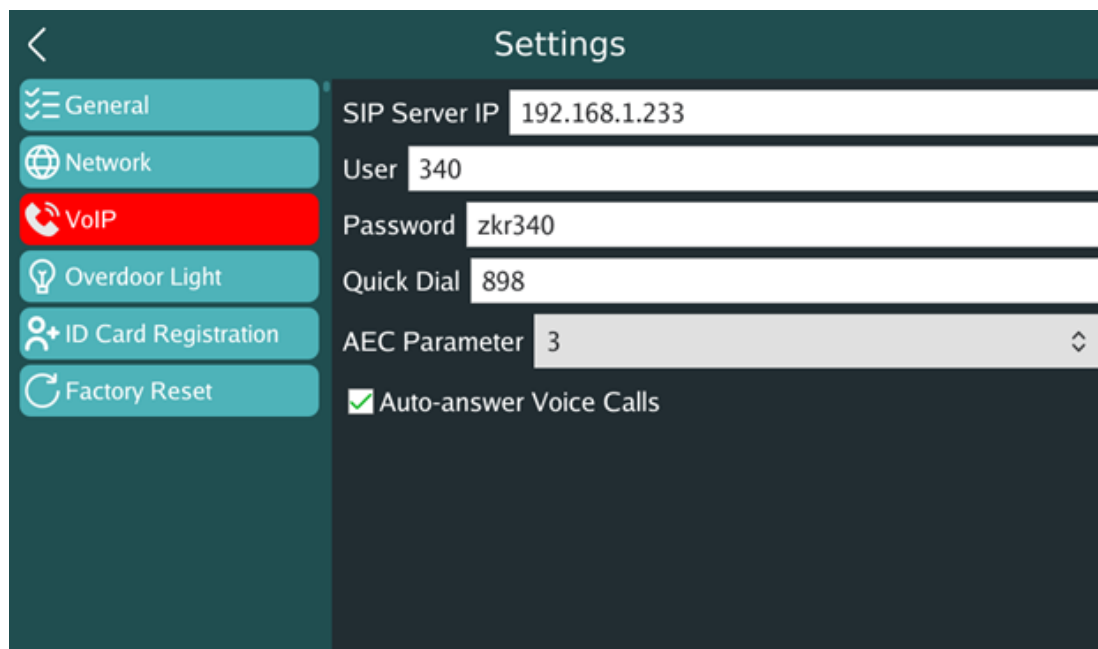 Settings
General
Network
VoIP
Overdoor Light
ID Card Registration
Factory Reset
SIP Server IP 192.168.1.233
User 340
Password zkr340
Quick Dial 898
AEC Parameter 3
Auto-answer Voice Calls